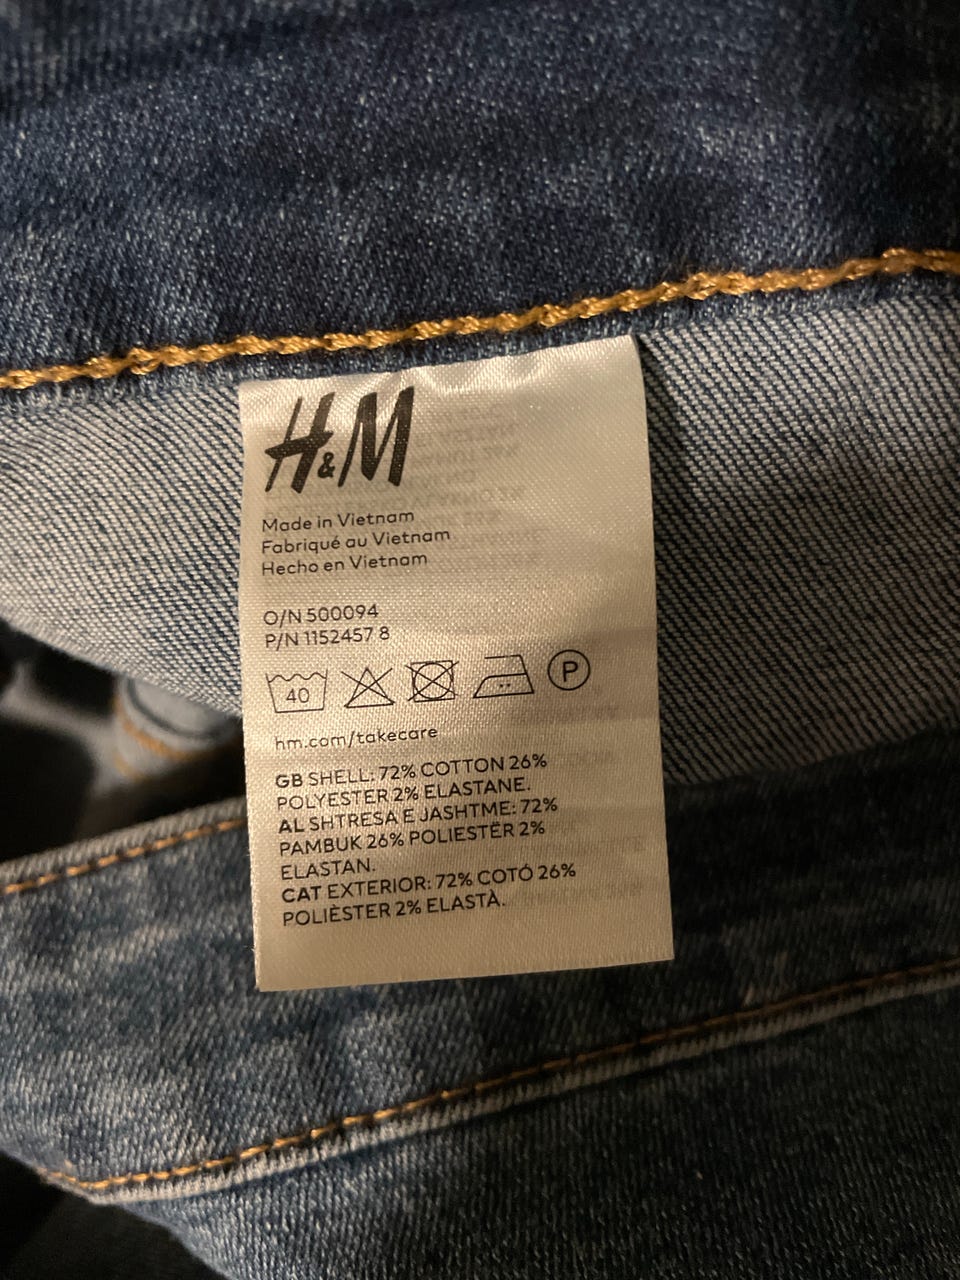 H&M
Made in Vietnam
Fabriqué au Vietnam
Hecho en Vietnam
O/N 500094
P/N 1152457 8
40 P
hm.com/takecare
GB SHELL: 72% COTTON 26%
POLYESTER 2% ELASTANE.
AL SHTRESA E JASHTME: 72%
PAMBUK 26% POLIESTËR 2%
ELASTAN.
CAT EXTERIOR: 72% COTÓ 26%
POLIÈSTER 2% ELASTÀ.